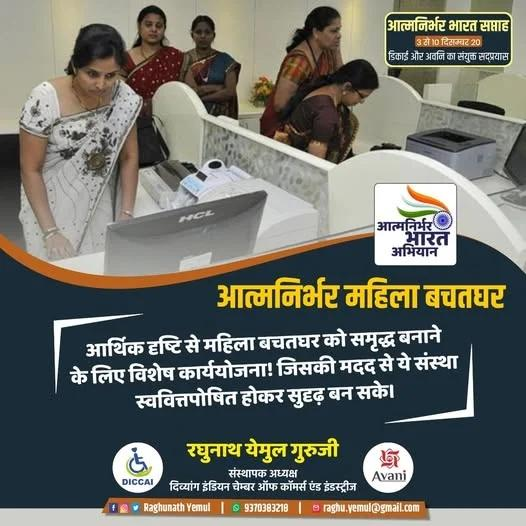 आत्मनिर्भर भारत सप्ताह
3 से 10 दिसम्बर 20
डिकाई और अवनि का संयुक्त सद्प्रयास
HCL
आत्मनिर्भर
भारत
अभियान
आत्मनिर्भर महिला बचतघर
आर्थिक दृष्टि से महिला बचतघर को समृद्ध बनाने
के लिए विशेष कार्ययोजना! जिसकी मदद से ये संस्था
स्ववित्तपोषित होकर सुदृढ़ बन सके।
रघुनाथ येमुल गुरुजी
संस्थापक अध्यक्ष
दिव्यांग इंडियन चेम्बर ऑफ कॉमर्स एंड इंडस्ट्रीज
DICCAI
Avani
Raghunath Yemul | 9370383218 | raghu.yemul@gmail.com